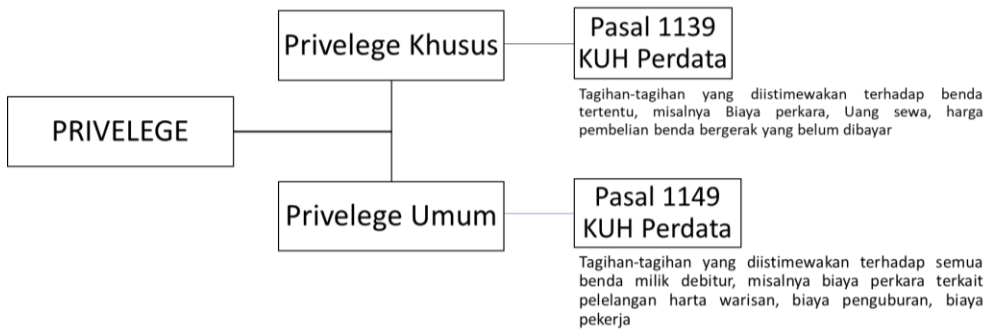 PRIVELEGE
Privelege Khusus
Pasal 1139
KUH Perdata
Tagihan-tagihan yang diistimewakan terhadap benda
tertentu, misalnya Biaya perkara, Uang sewa, harga
pembelian benda bergerak yang belum dibayar
Privelege Umum
Pasal 1149
KUH Perdata
Tagihan-tagihan yang diistimewakan terhadap semua
benda milik debitur, misalnya biaya perkara terkait
pelelangan harta warisan, biaya penguburan, biaya
pekerja